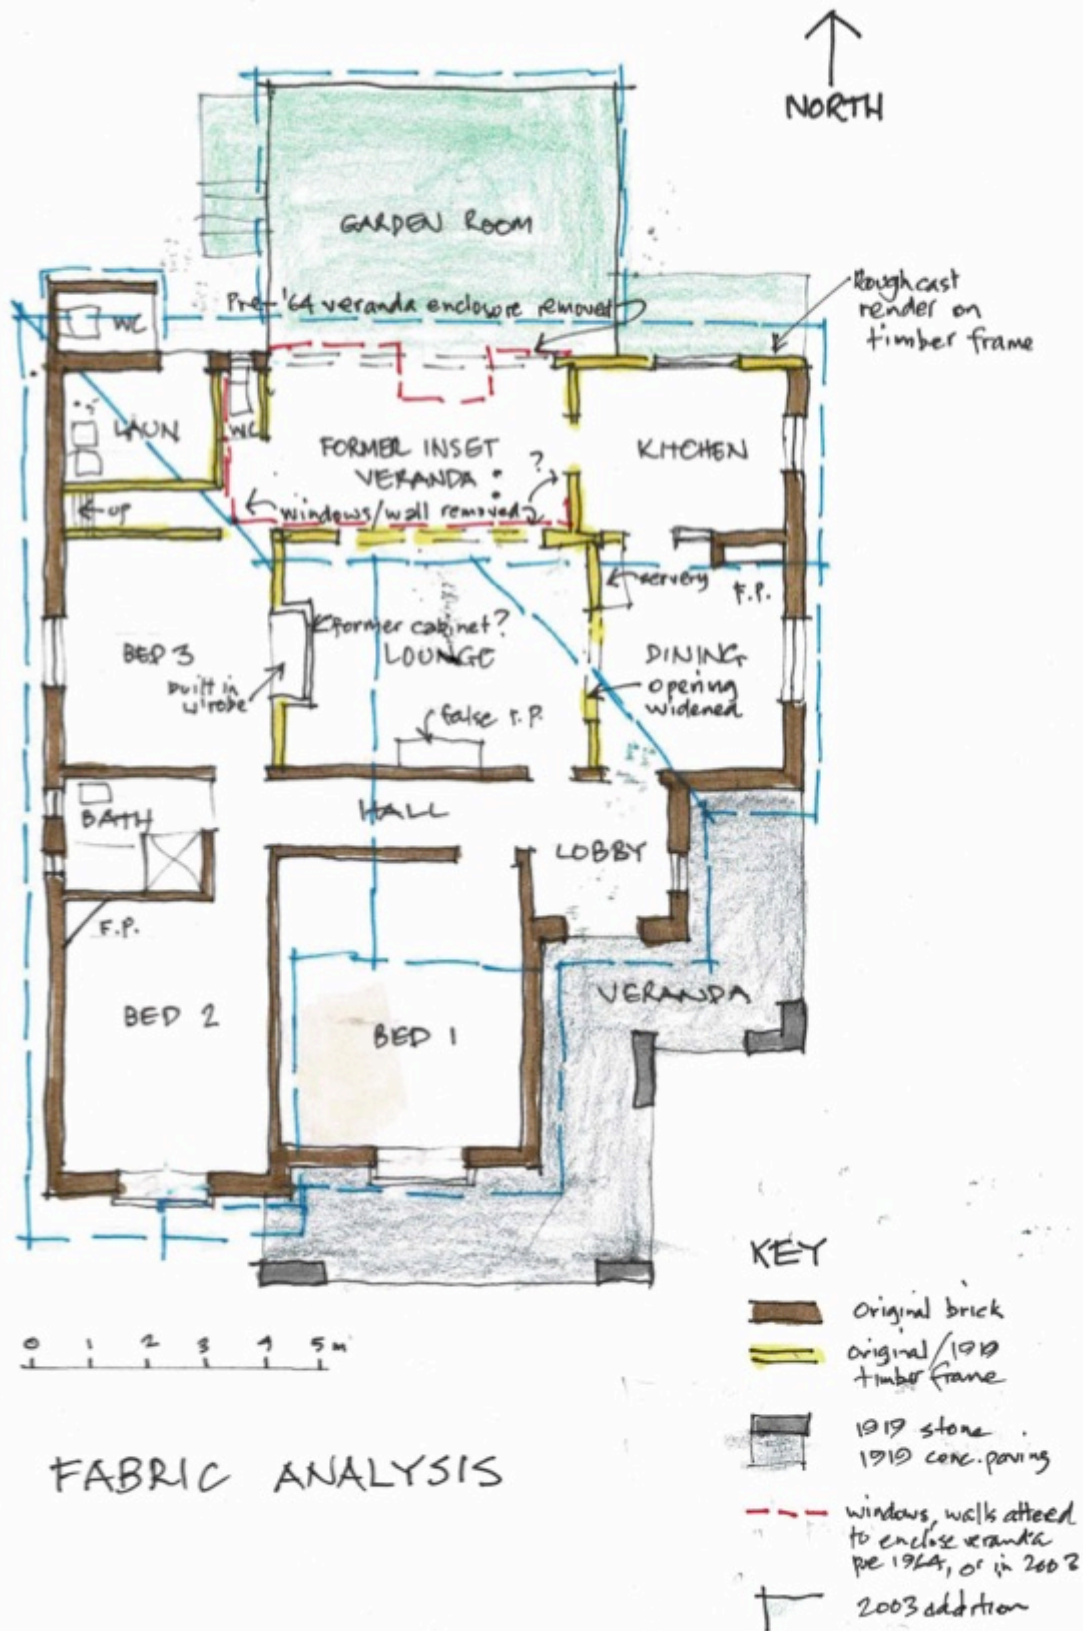 NORTH
GARDEN ROOM
Pre-'64 veranda enclosure removed
Roughcast
render on
timber frame
WC
LAUN
WC
FORMER INSET
VERANDA
?
KITCHEN
up
windows/wall removed?
servery
F.P.
former cabinet?
BED 3
LOUNGE
DINING
built in
w'robe
opening
widened
false F.P.
BATH
HALL
LOBBY
F.P.
VERANDA
BED 2
BED 1
KEY
original brick
original/1919
timber frame
1919 stone
1919 conc. paving
windows, walls altered
to enclose veranda
pre 1964, or in 2003
2003 addition
0 1 2 3 4 5 m
FABRIC ANALYSIS